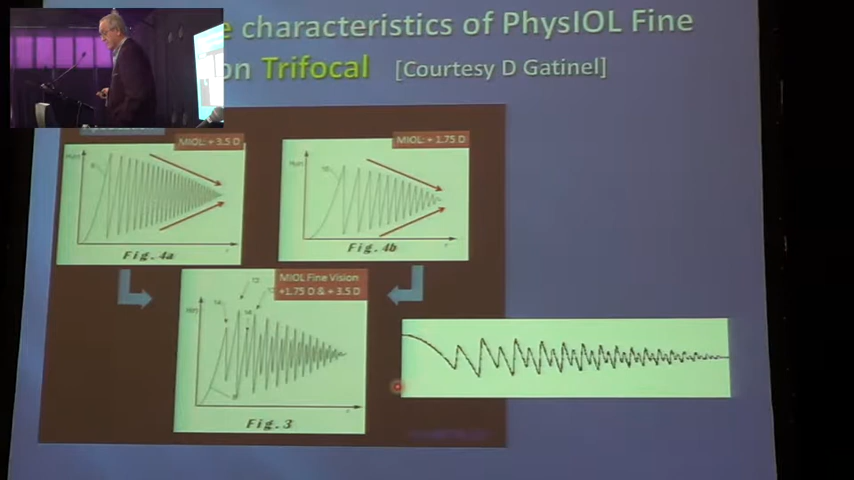 e characteristics of PhysIOL Fine
on Trifocal [Courtesy D Gatinel]
MIOL: + 3.5 D
MIOL: + 1.75 D
H(r)
H(r)
Fig. 4a
Fig. 4b
MIOL Fine Vision
+1.75 D & + 3.5 D
H(r)
Fig. 3